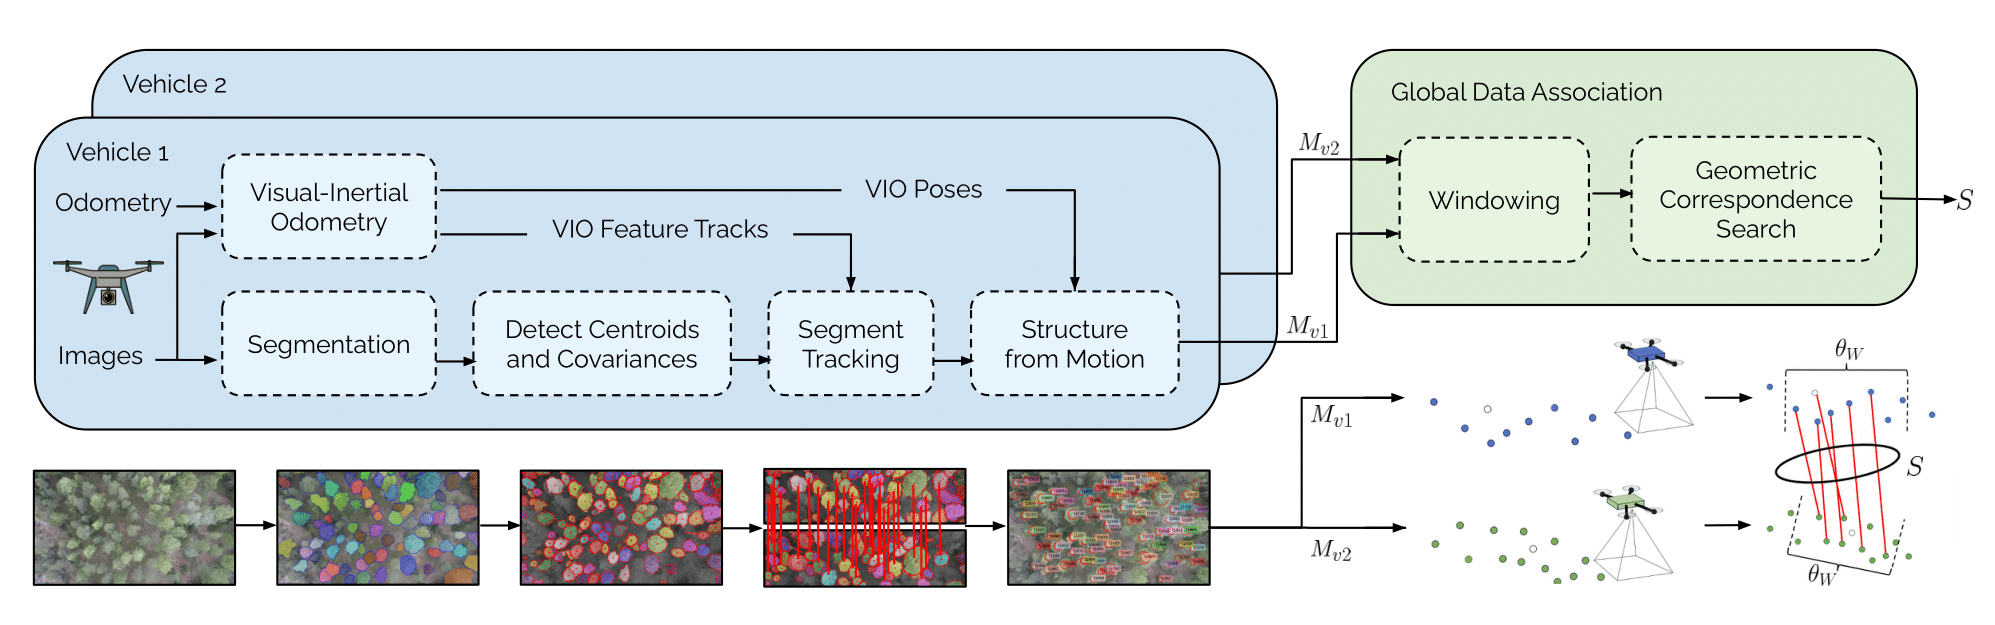 Vehicle 2
Vehicle 1
Odometry
Visual-Inertial
Odometry
VIO Poses
VIO Feature Tracks
Images
Segmentation
Detect Centroids
and Covariances
Segment
Tracking
Structure
from Motion
M_{v2}
M_{v1}
Global Data Association
Windowing
Geometric
Correspondence
Search
S
M_{v1}
M_{v2}
θ_W
S
θ_W